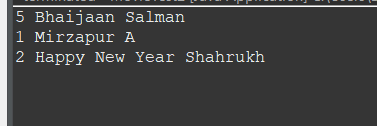 5 Bhaijaan Salman
1 Mirzapur A
2 Happy New Year Shahrukh